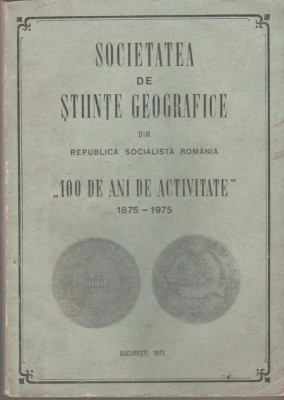 SOCIETATEA
DE
ȘTIINȚE GEOGRAFICE
DIN
REPUBLICA SOCIALISTĂ ROMÂNIA
„100 DE ANI DE ACTIVITATE"
1875 – 1975
BUCUREȘTI, 1975